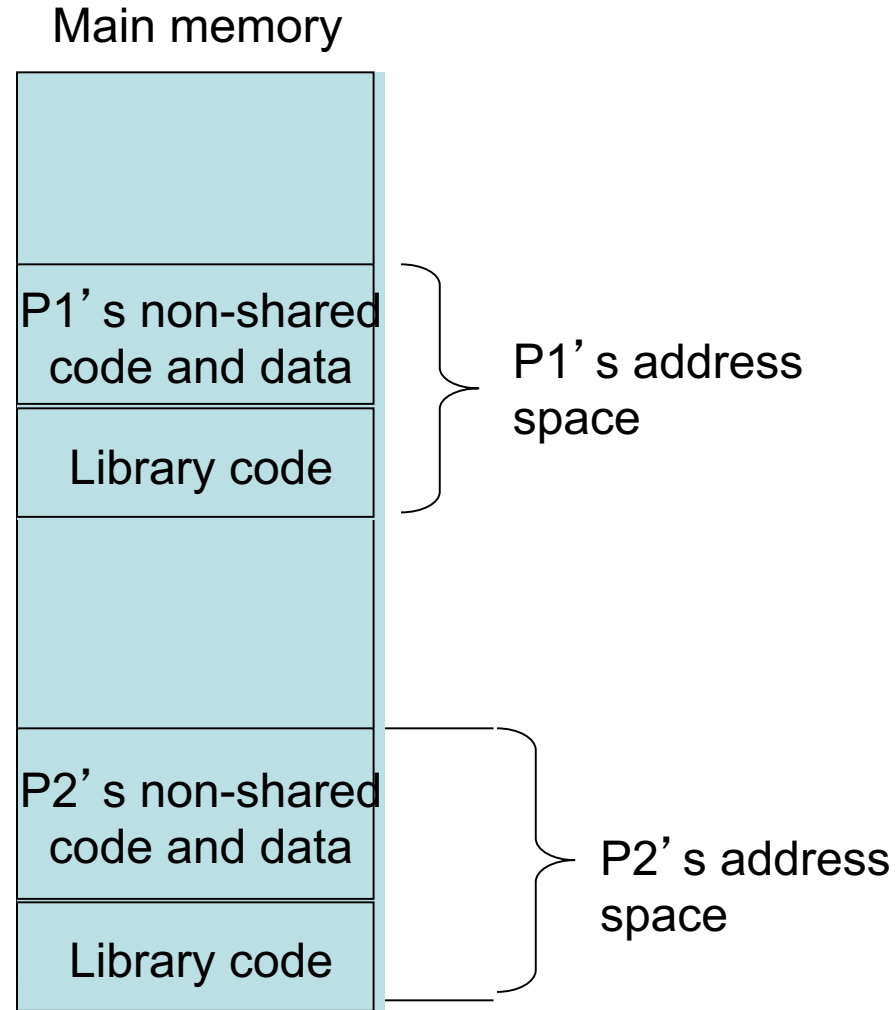 Main memory
P1’s non-shared
code and data
P1’s address
space
Library code
P2’s non-shared
code and data
P2’s address
space
Library code